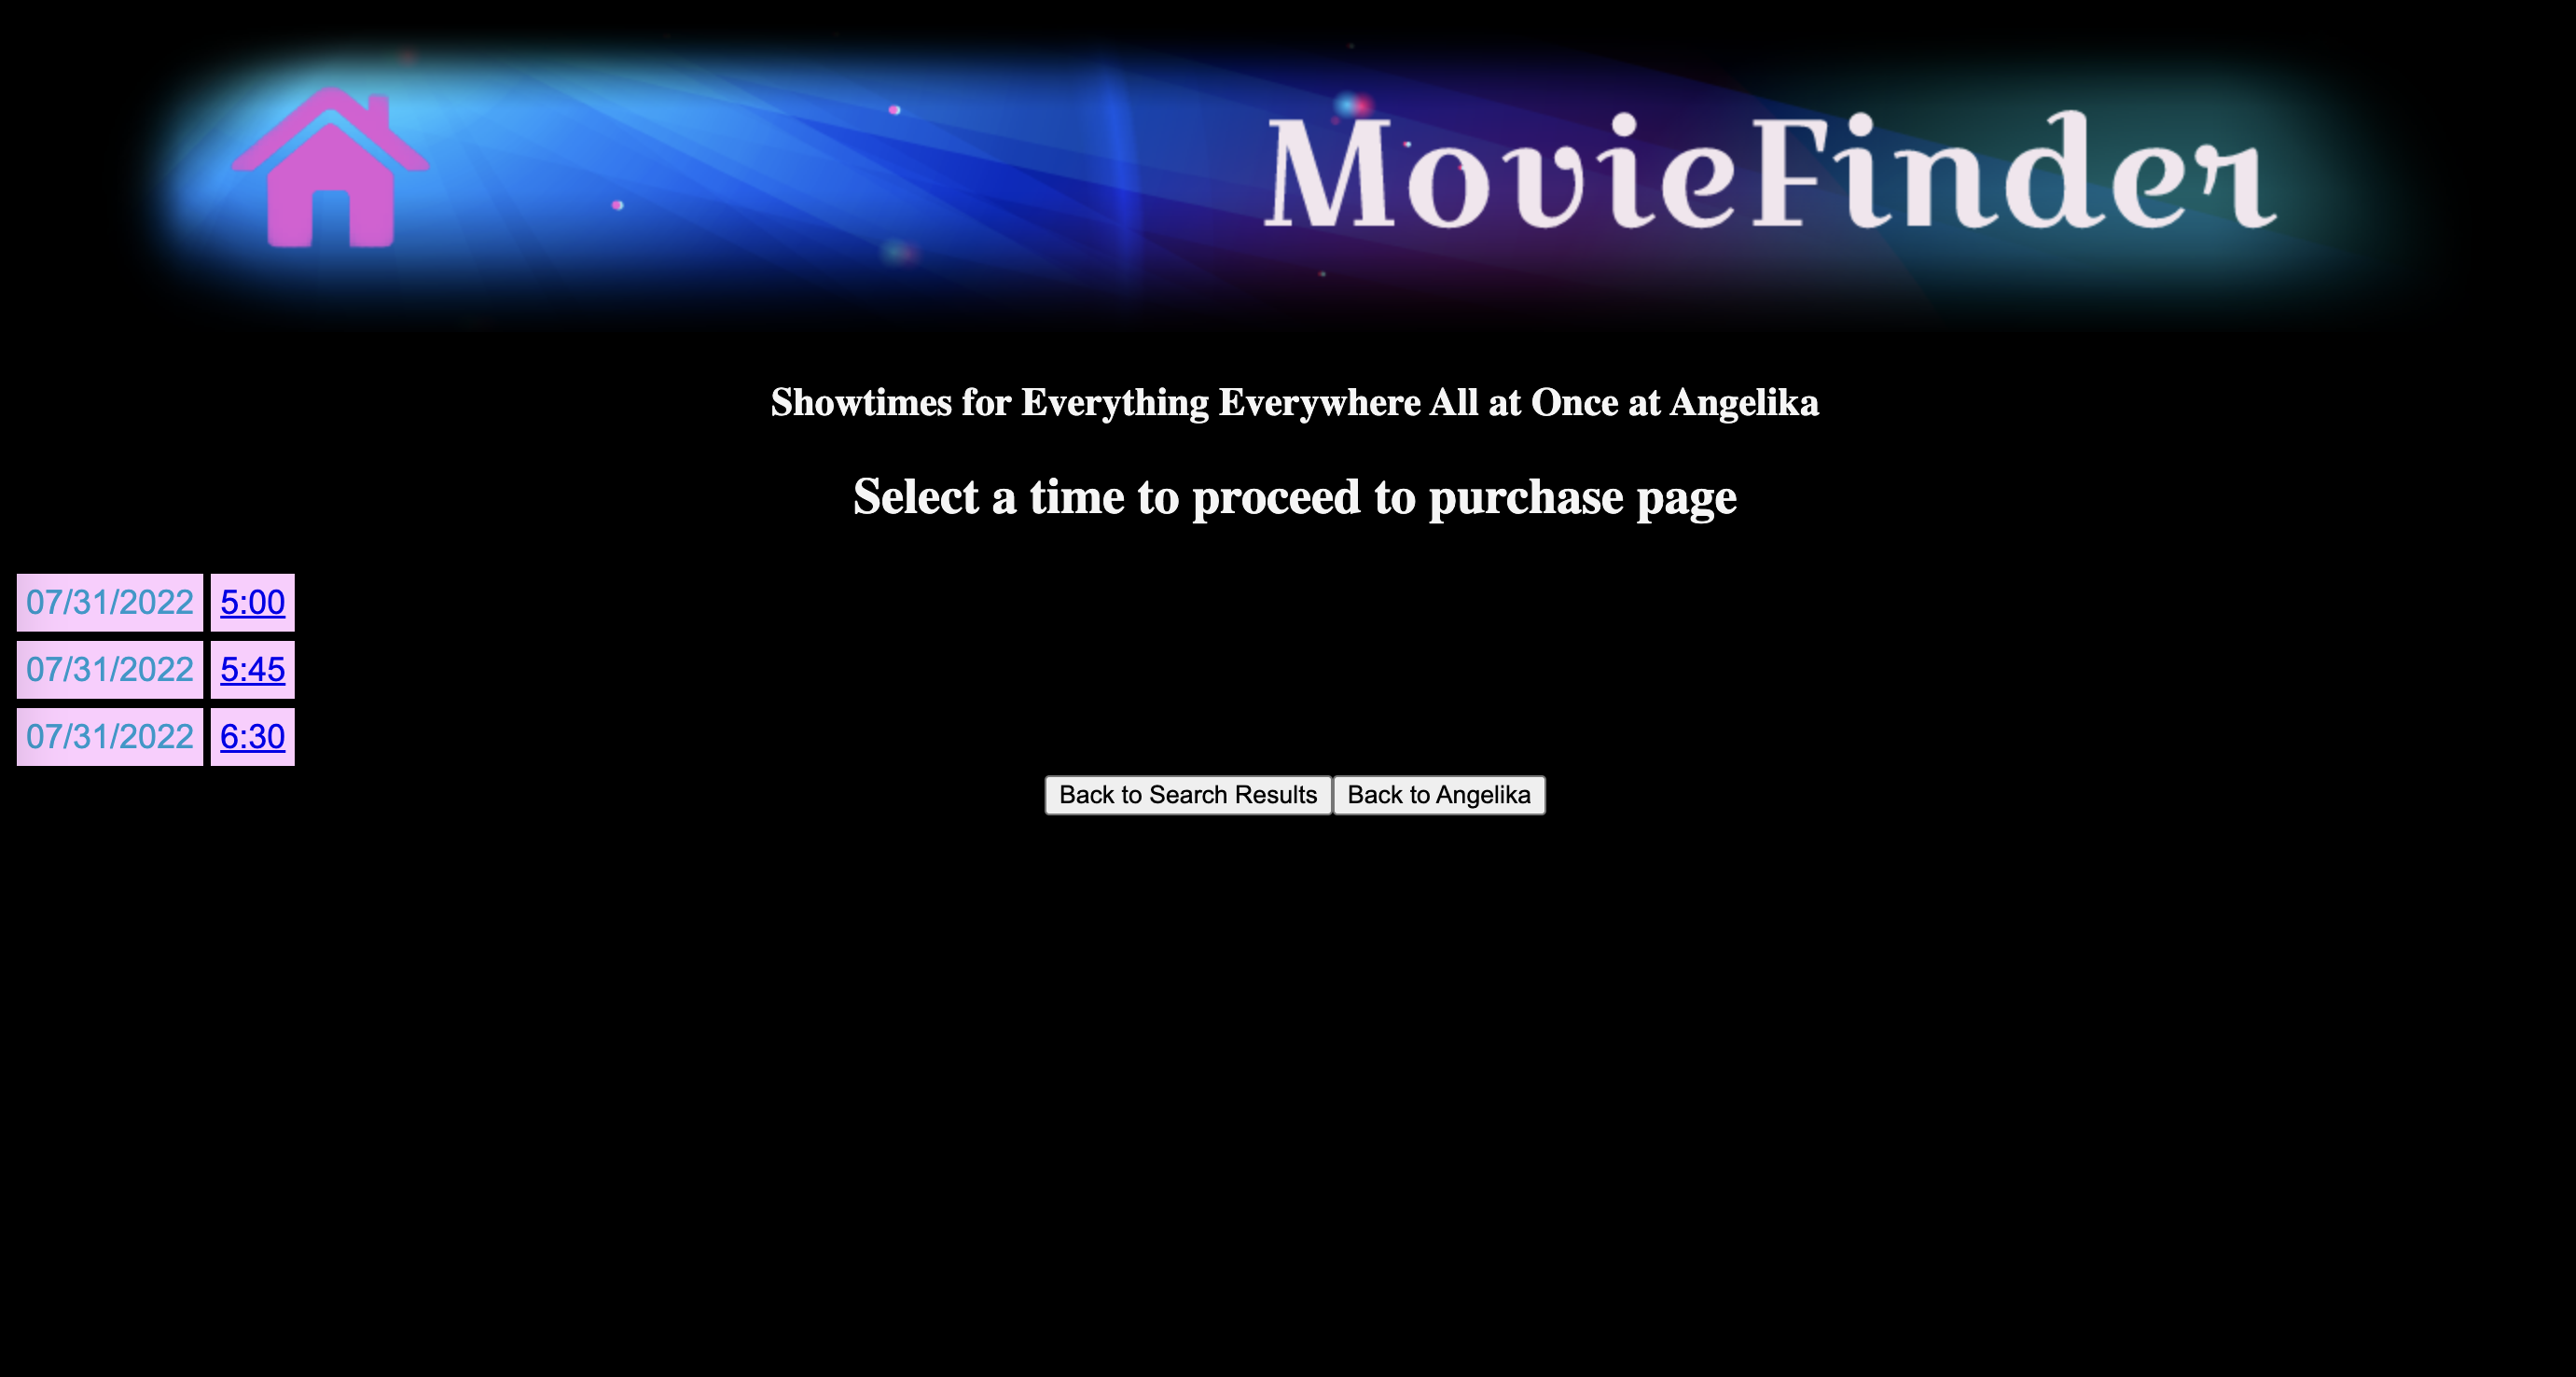 MovieFinder
Showtimes for Everything Everywhere All at Once at Angelika
Select a time to proceed to purchase page
07/31/2022 5:00
07/31/2022 5:45
07/31/2022 6:30
Back to Search Results Back to Angelika